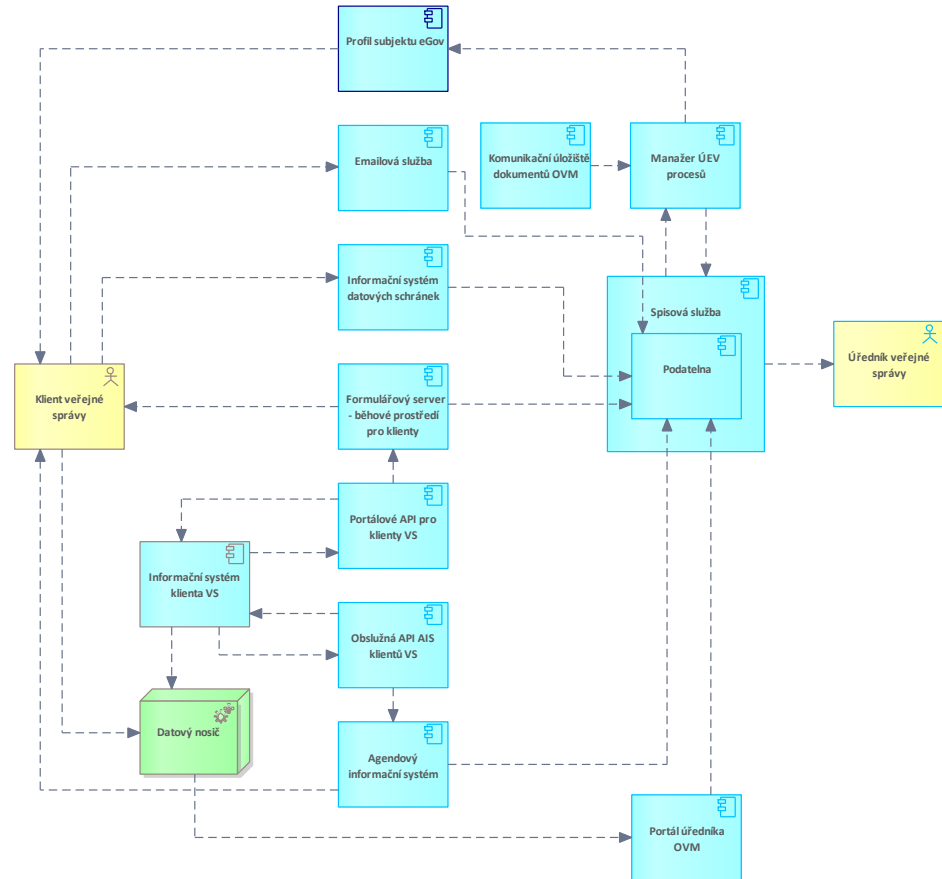 Profil subjektu eGov
Emailová služba
Komunikační úložiště
dokumentů OVM
Manažer ÚEV
procesů
Informační systém
datových schránek
Spisová služba
Podatelna
Úředník veřejné
správy
Klient veřejné
správy
Formulářový server
- běhové prostředí
pro klienty
Portálové API pro
klienty VS
Informační systém
klienta VS
Obslužná API AIS
klientů VS
Datový nosič
Agendový
informační systém
Portál úředníka
OVM